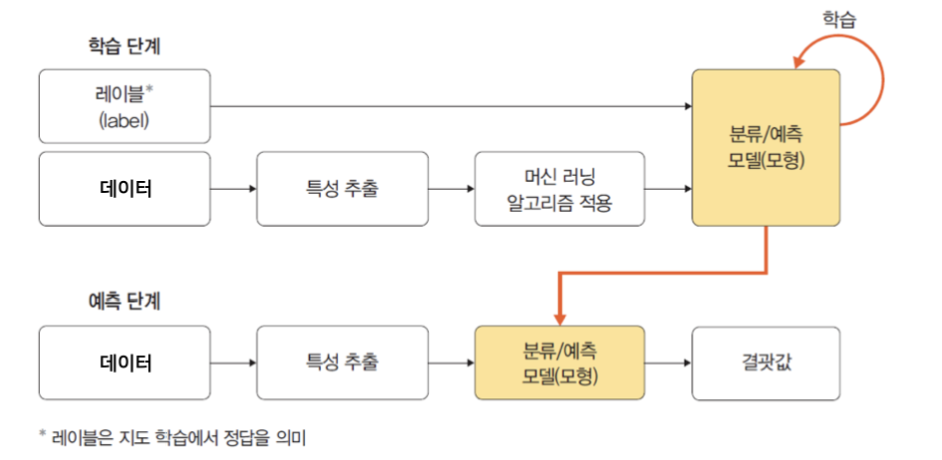 학습
학습 단계
레이블*
(label)
분류/예측
모델(모형)
데이터
특성 추출
머신 러닝
알고리즘 적용
예측 단계
데이터
특성 추출
분류/예측
모델(모형)
결괏값
* 레이블은 지도 학습에서 정답을 의미